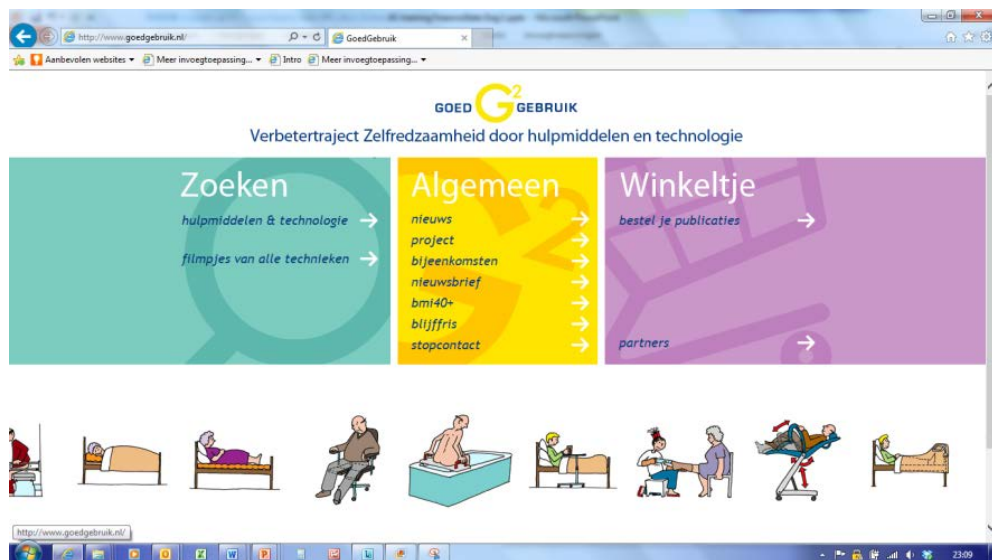 http://www.goedgebruik.nl/
GoedGebruik
Aanbevolen websites
Meer invoegtoepassing...
Intro
Meer invoegtoepassing...
GOED G2 GEBRUIK
Verbetertraject Zelfredzaamheid door hulpmiddelen en technologie
Zoeken
hulpmiddelen & technologie
filmpjes van alle technieken
Algemeen
nieuws
project
bijeenkomsten
nieuwsbrief
bmi40+
blijffris
stopcontact
Winkeltje
bestel je publicaties
partners
http://www.goedgebruik.nl/
23:09